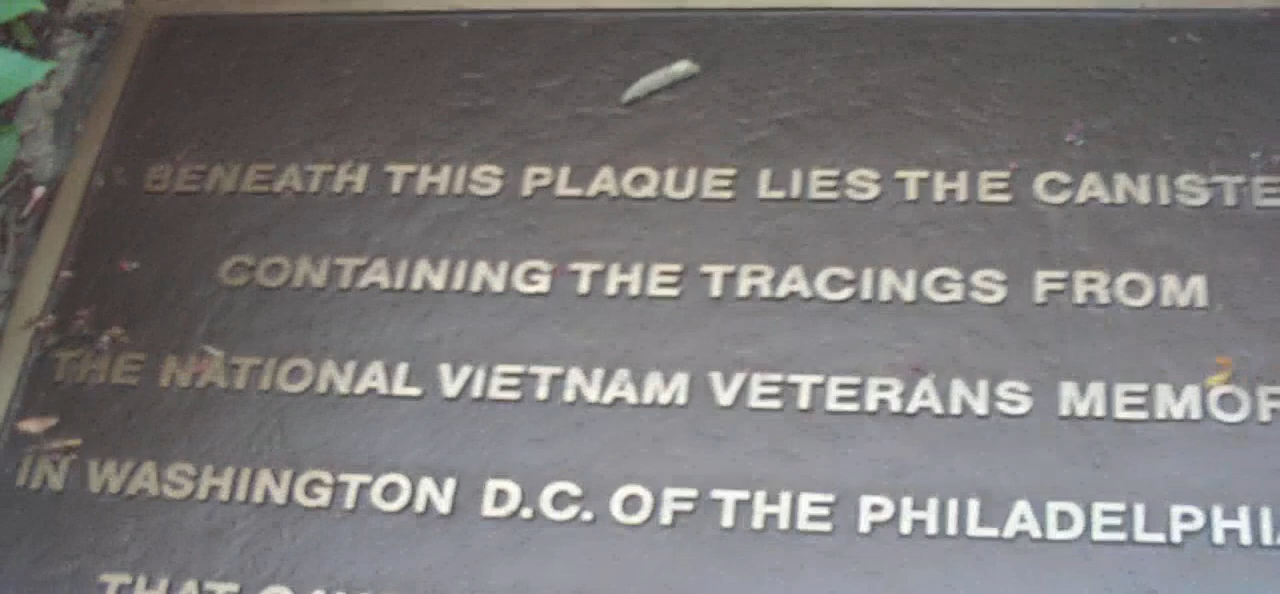 BENEATH THIS PLAQUE LIES THE CANISTE
CONTAINING THE TRACINGS FROM
THE NATIONAL VIETNAM VETERANS MEMOR
IN WASHINGTON D.C. OF THE PHILADELPHI
THAT